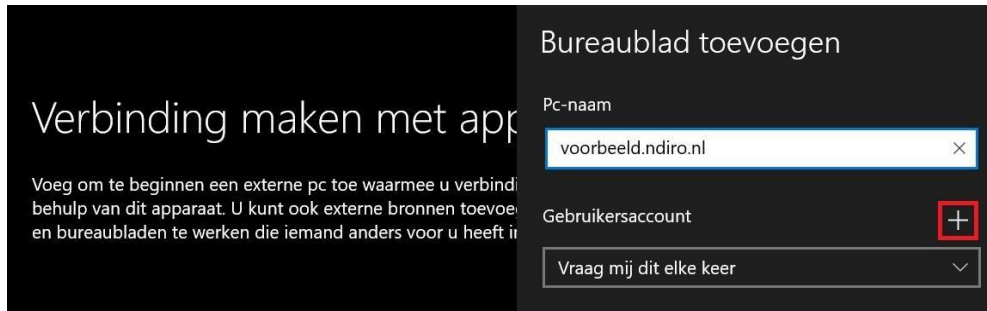 Verbinding maken met app
Voeg om te beginnen een externe pc toe waarmee u verbindi
behulp van dit apparaat. U kunt ook externe bronnen toevoe
en bureaubladen te werken die iemand anders voor u heeft i
Bureaublad toevoegen
Pc-naam
voorbeeld.ndiro.nl
Gebruikersaccount
Vraag mij dit elke keer